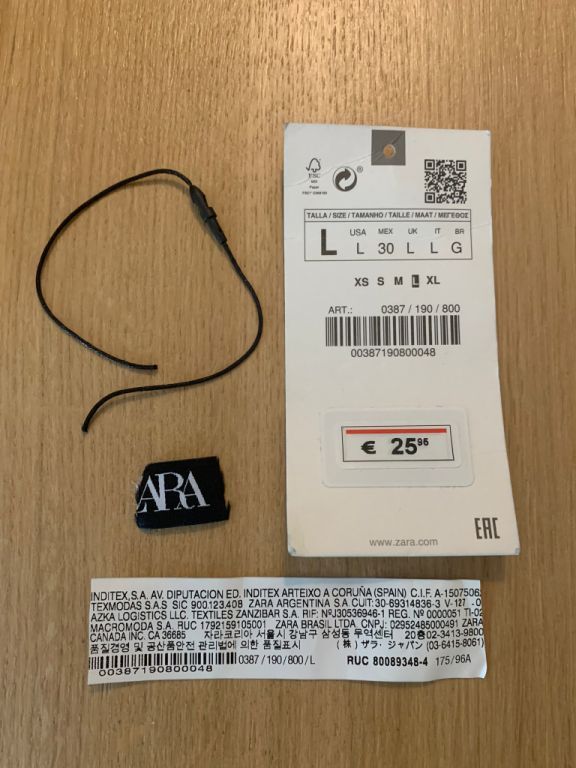 FSC
www.zara.com
TALLA / SIZE / TAMANHO / TAILLE / MAAT / ΜΕΓΕΘΟΣ
L
USA MEX UK IT BR
L 30 L L G
XS S M L XL
ART.: 0387 / 190 / 800
00387190800048
€ 25 95
EAC
ZARA
INDITEX,S.A. AV. DIPUTACION ED. INDITEX ARTEIXO A CORUÑA (SPAIN) C.I.F. A-1507506
TEXMODAS S.A.S SIC 900.123.408 ZARA ARGENTINA S.A CUIT:30-69314836-3 V-127
AZKA LOGISTICS LLC. TEXTILES ZANZIBAR S.A. RIF: NºJ30536946-1 REG. Nº 0000051 TI-02
MACROMODA S.A. RUC 1792159105001 ZARA BRASIL LTDA. CNPJ: 02952485000491 ZARA
CANADA INC. CA 36685 자라코리아 서울시 강남구 삼성동 무역센터 20층02-3413-9800
품질경영 및 공산품안전 관리법에 의한 품질표시 (株) ザラ・ジャパン (03-6415-8061)
0387/190/800/L RUC 80089348-4 175/96A
00387190800048